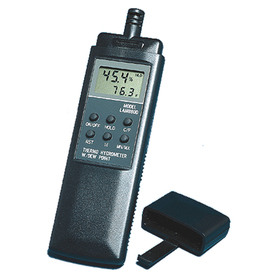 45.4%
76.3
MODEL
ON/OFF HOLD C/F
RST
THERMO HYGROMETER
W/DEW POINT